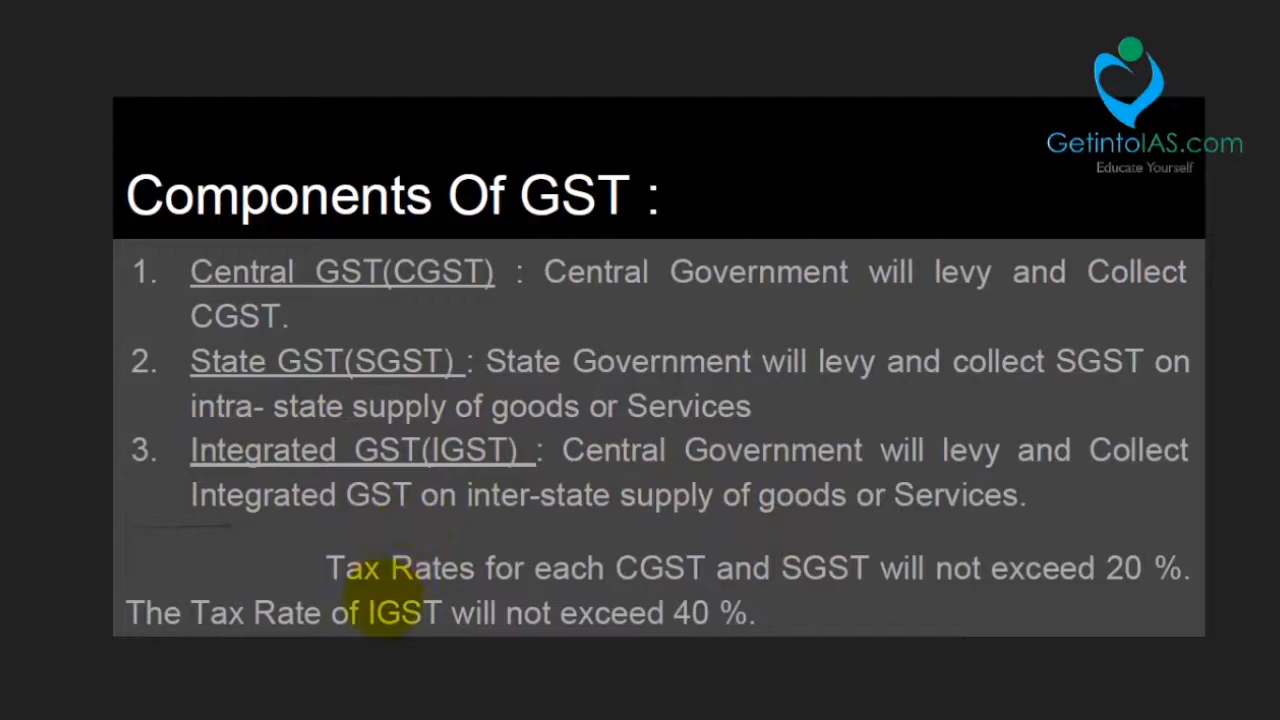 GetintoIAS.com
Educate Yourself
Components Of GST :
1. Central GST(CGST) : Central Government will levy and Collect
CGST.
2. State GST(SGST) : State Government will levy and collect SGST on
intra- state supply of goods or Services
3. Integrated GST(IGST) : Central Government will levy and Collect
Integrated GST on inter-state supply of goods or Services.
Tax Rates for each CGST and SGST will not exceed 20 %.
The Tax Rate of IGST will not exceed 40 %.